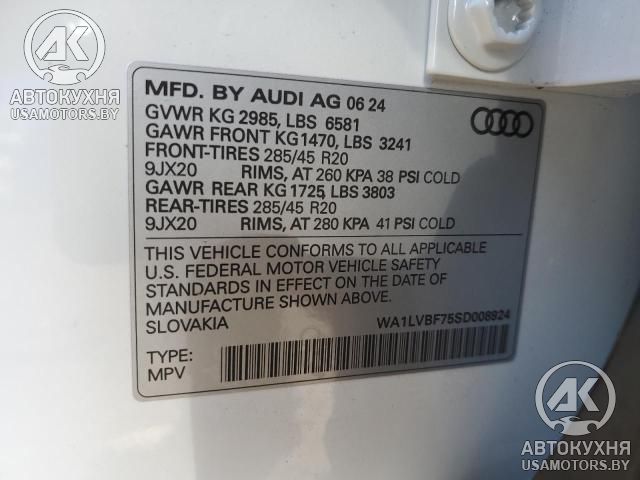 AK
АВТОКУХНЯ
USAMOTORS.BY
MFD. BY AUDI AG 06 24
GVWR KG 2985, LBS 6581
GAWR FRONT KG1470, LBS 3241
FRONT-TIRES 285/45 R20
9JX20 RIMS, AT 260 KPA 38 PSI COLD
GAWR REAR KG1725, LBS 3803
REAR-TIRES 285/45 R20
9JX20 RIMS, AT 280 KPA 41 PSI COLD
THIS VEHICLE CONFORMS TO ALL APPLICABLE
U.S. FEDERAL MOTOR VEHICLE SAFETY
STANDARDS IN EFFECT ON THE DATE OF
MANUFACTURE SHOWN ABOVE.
SLOVAKIA WA1LVBF75SD008924
TYPE:
MPV
AK
АВТОКУХНЯ
USAMOTORS.BY